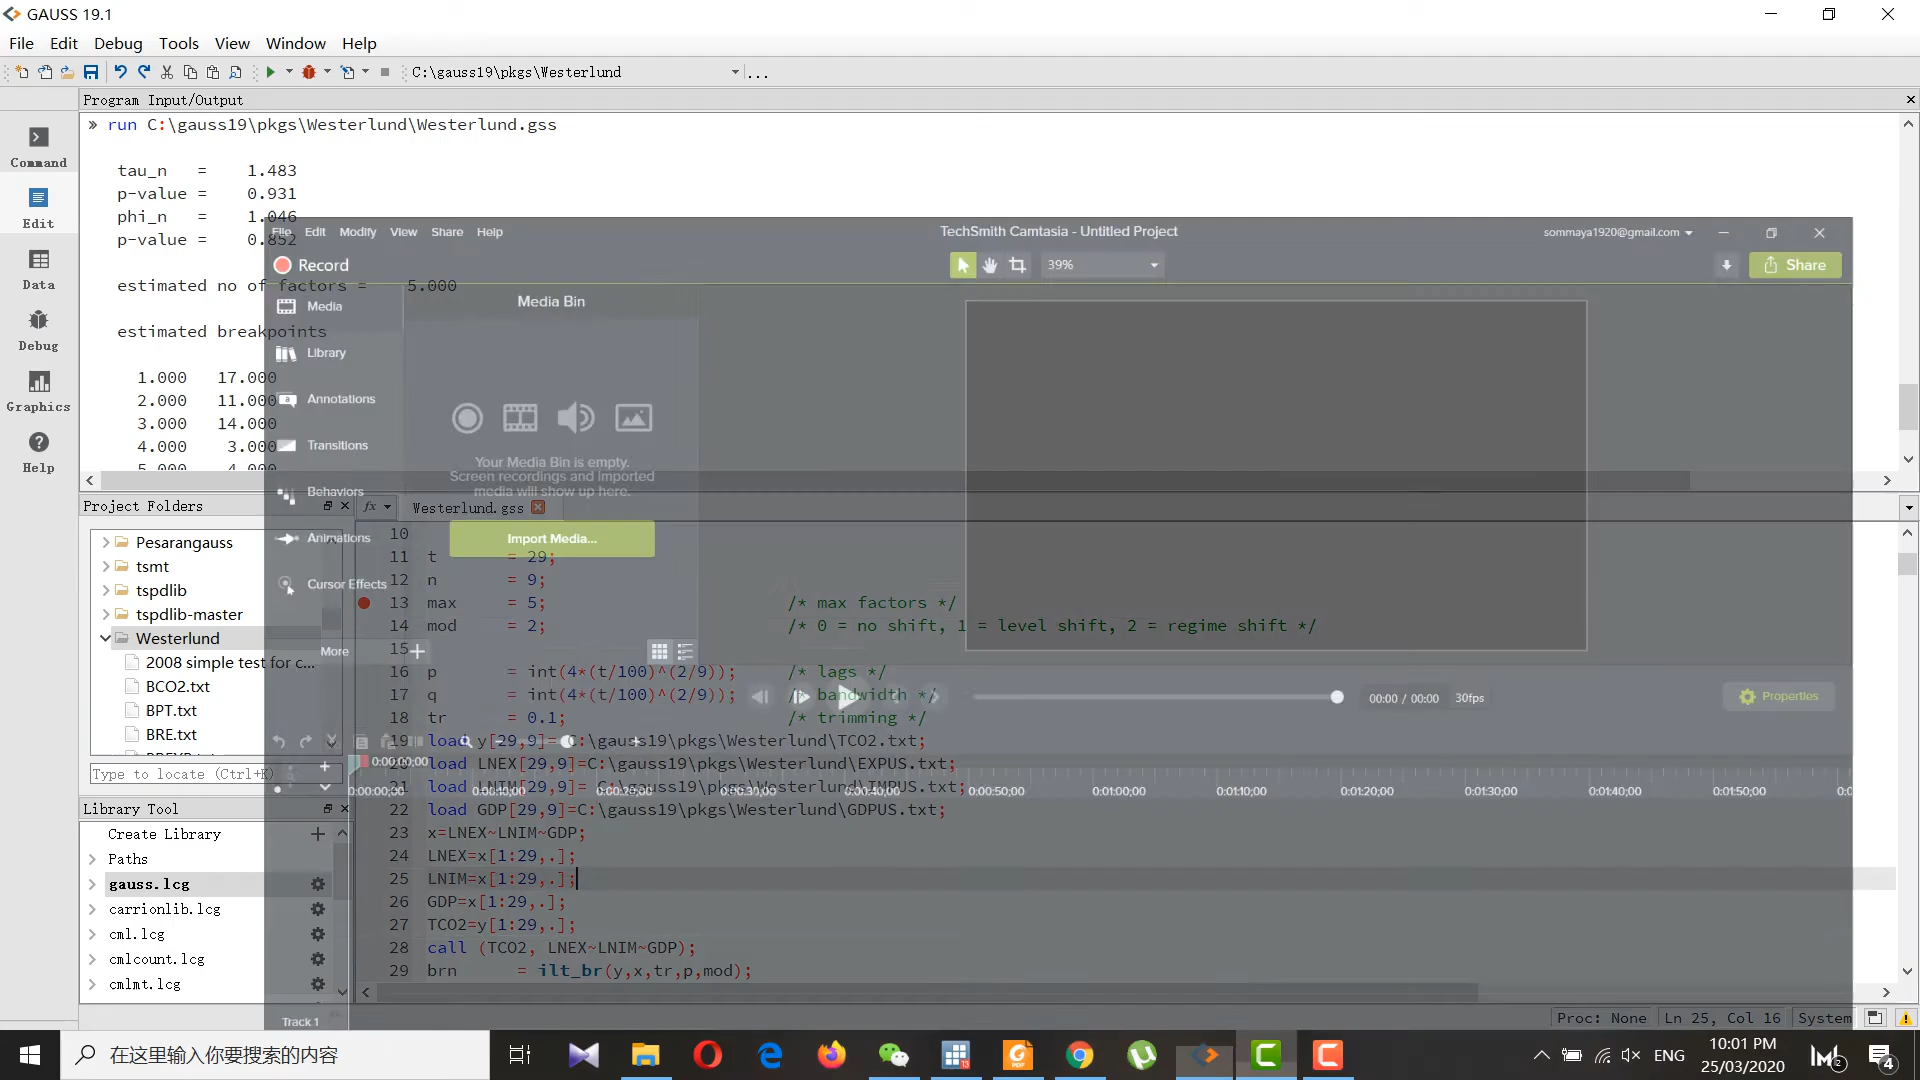 GAUSS 19.1
File Edit Debug Tools View Window Help
C:\gauss19\pkgs\Westerlund ...
Program Input/Output
Command
Edit
Data
Debug
Graphics
Help
» run C:\gauss19\pkgs\Westerlund\Westerlund.gss
tau_n = 1.483
p-value = 0.931
phi_n = 1.046
p-value = 0.852
estimated no of factors = 5.000
estimated breakpoints
1.000 17.000
2.000 11.000
3.000 14.000
4.000 3.000
5.000 4.000
File Edit Modify View Share Help
TechSmith Camtasia - Untitled Project
sommaya1920@gmail.com
Record
39%
Share
Media
Library
Annotations
Transitions
Behaviors
Animations
Cursor Effects
More
Media Bin
Your Media Bin is empty.
Screen recordings and imported
media will show up here.
Import Media...
00:00 / 00:00 30fps
Properties
0:00:00;00
0:00:00;00 0:00:30;00 0:00:40;00 0:00:50;00 0:01:00;00 0:01:10;00 0:01:20;00 0:01:30;00 0:01:40;00 0:01:50;00
Track 1
Project Folders
Pesarangauss
tsmt
tspdlib
tspdlib-master
Westerlund
2008 simple test for c...
BCO2.txt
BPT.txt
BRE.txt
Type to locate (Ctrl+K)
Library Tool
Create Library
Paths
gauss.lcg
carrionlib.lcg
cml.lcg
cmlcount.lcg
cmlmt.lcg
fx
Westerlund.gss
10
11 t = 29;
12 n = 9;
13 max = 5; /* max factors */
14 mod = 2; /* 0 = no shift, 1 = level shift, 2 = regime shift */
15
16 p = int(4*(t/100)^(2/9)); /* lags */
17 q = int(4*(t/100)^(2/9)); /* bandwidth */
18 tr = 0.1; /* trimming */
19 load y[29,9]= C:\gauss19\pkgs\Westerlund\TCO2.txt;
20 load LNEX[29,9]=C:\gauss19\pkgs\Westerlund\EXPUS.txt;
21 load LNIM[29,9]= C:\gauss19\pkgs\Westerlund\IMPUS.txt;
22 load GDP[29,9]=C:\gauss19\pkgs\Westerlund\GDPUS.txt;
23 x=LNEX~LNIM~GDP;
24 LNEX=x[1:29,.];
25 LNIM=x[1:29,.];
26 GDP=x[1:29,.];
27 TCO2=y[1:29,.];
28 call (TCO2, LNEX~LNIM~GDP);
29 brn = ilt_br(y,x,tr,p,mod);
Proc: None Ln 25, Col 16 System
在这里输入你要搜索的内容
ENG
10:01 PM
25/03/2020
2
4